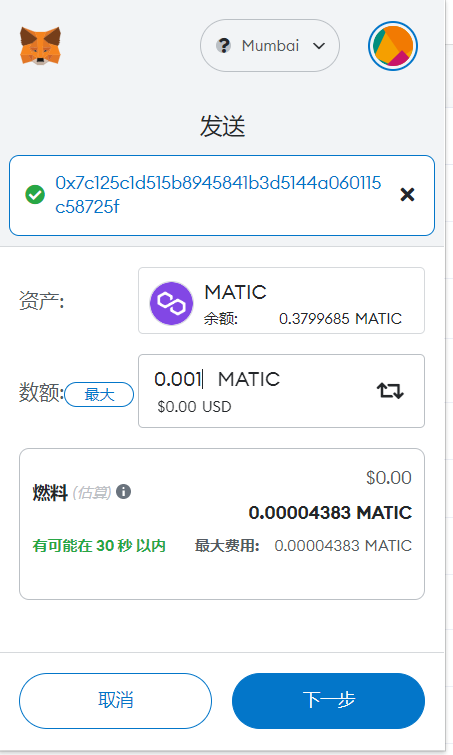 Mumbai
发送
0x7c125c1d515b8945841b3d5144a060115
c58725f
资产:
MATIC
余额: 0.3799685 MATIC
数额: 最大
0.001 MATIC
$0.00 USD
$0.00
燃料 (估算)
0.00004383 MATIC
有可能在 30 秒 以内 最大费用: 0.00004383 MATIC
取消 下一步